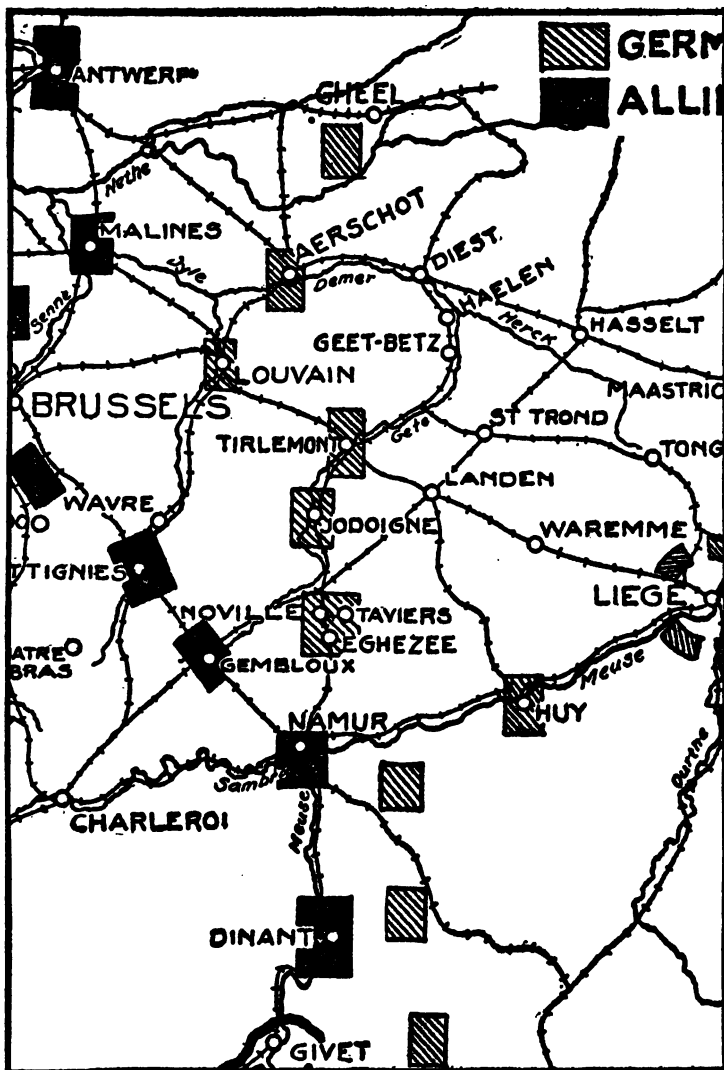 GERM
ALLI
ANTWERP
GHEEL
Nethe
MALINES
AERSCHOT
Dyle
Demer
DIEST.
Senne
HAELEN
Herck
HASSELT
GEET-BETZ
LOUVAIN
MAASTRIC
BRUSSELS
Gete
ST TROND
TIRLEMONT
TONG
LANDEN
WAVRE
JODOIGNE
OO
WAREMME
TTIGNIES
LIEGE
NOVILLE
TAVIERS
EGHEZEE
ATRE
BRAS
GEMBLOUX
Meuse
HUY
NAMUR
Sambre
Ourthe
CHARLEROI
Meuse
DINANT
GIVET